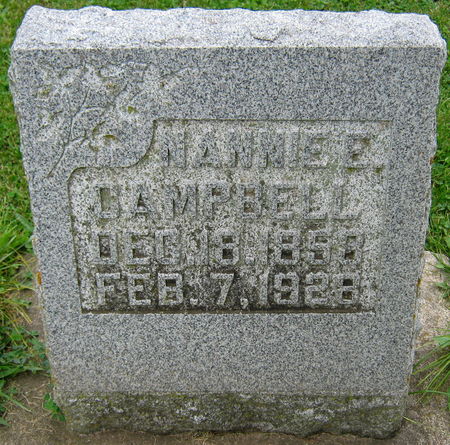 NANNIE E.
CAMPBELL
DEC. 18. 1858
FEB. 7. 1928